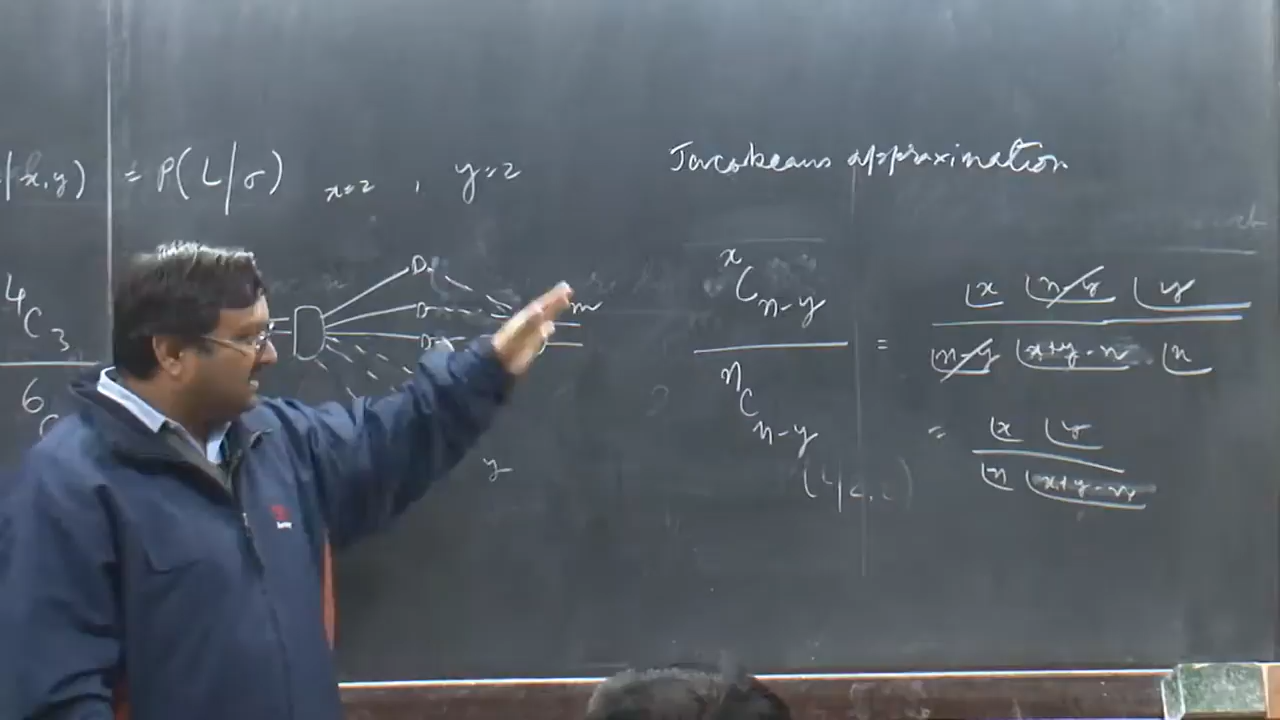 |x,y) = P(L/σ) x=2 , y=2
Jacobeans approximation
4C3
6C
D
D
D
m
y
xCn-y / nCn-y = |x |n-y |y / |n-y |x+y-n |n
= |x |y / |n |x+y-n